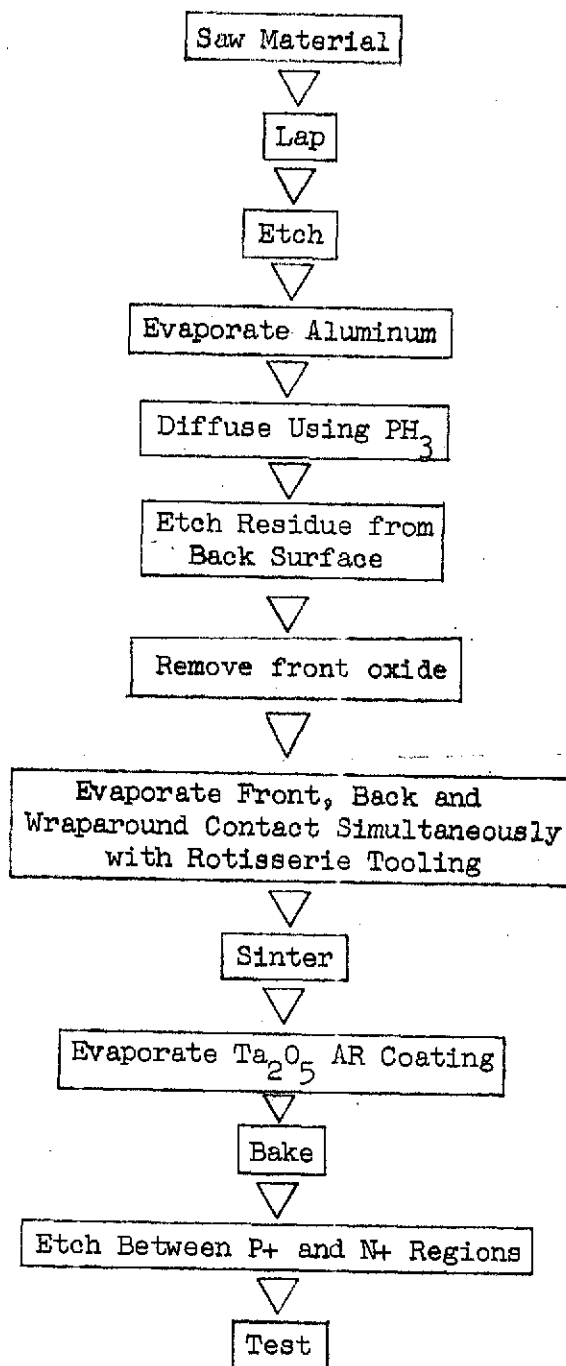 Saw Material
Lap
Etch
Evaporate Aluminum
Diffuse Using PH3
Etch Residue from
Back Surface
Remove front oxide
Evaporate Front, Back and
Wraparound Contact Simultaneously
with Rotisserie Tooling
Sinter
Evaporate Ta2O5 AR Coating
Bake
Etch Between P+ and N+ Regions
Test